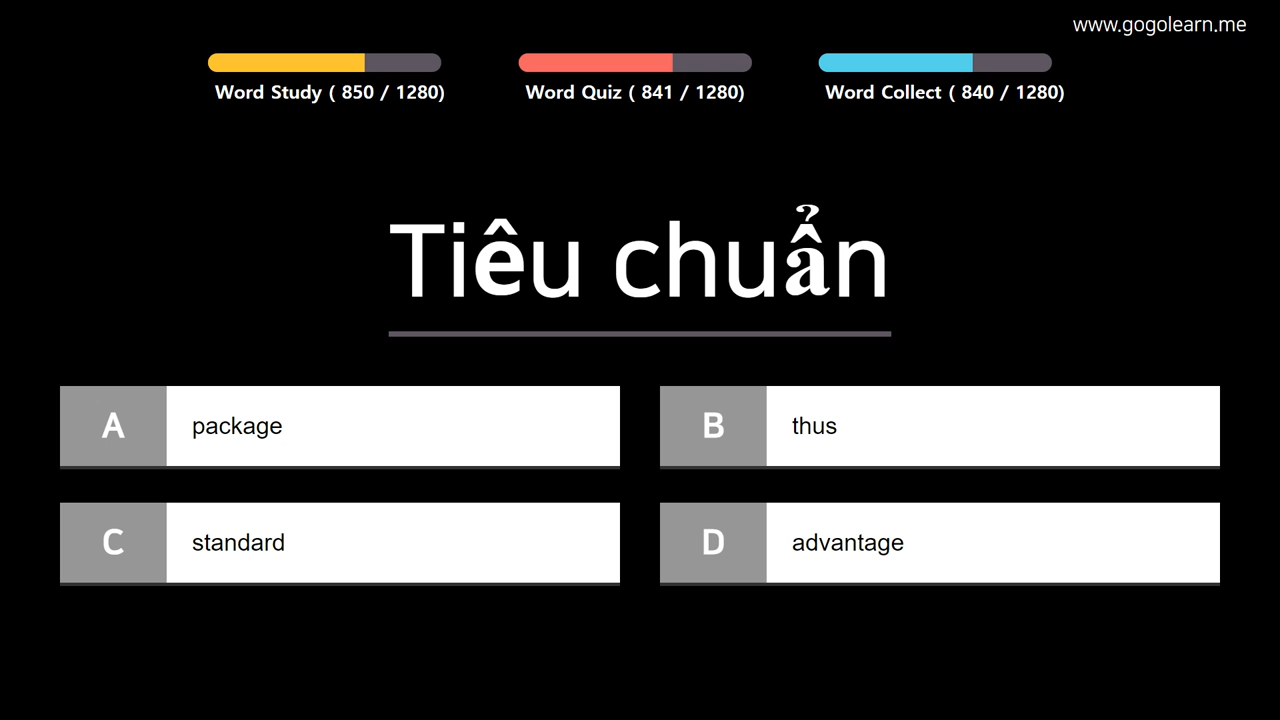 www.gogolearn.me
Word Study ( 850 / 1280)
Word Quiz ( 841 / 1280)
Word Collect ( 840 / 1280)
Tiêu chuẩn
A package
B thus
C standard
D advantage